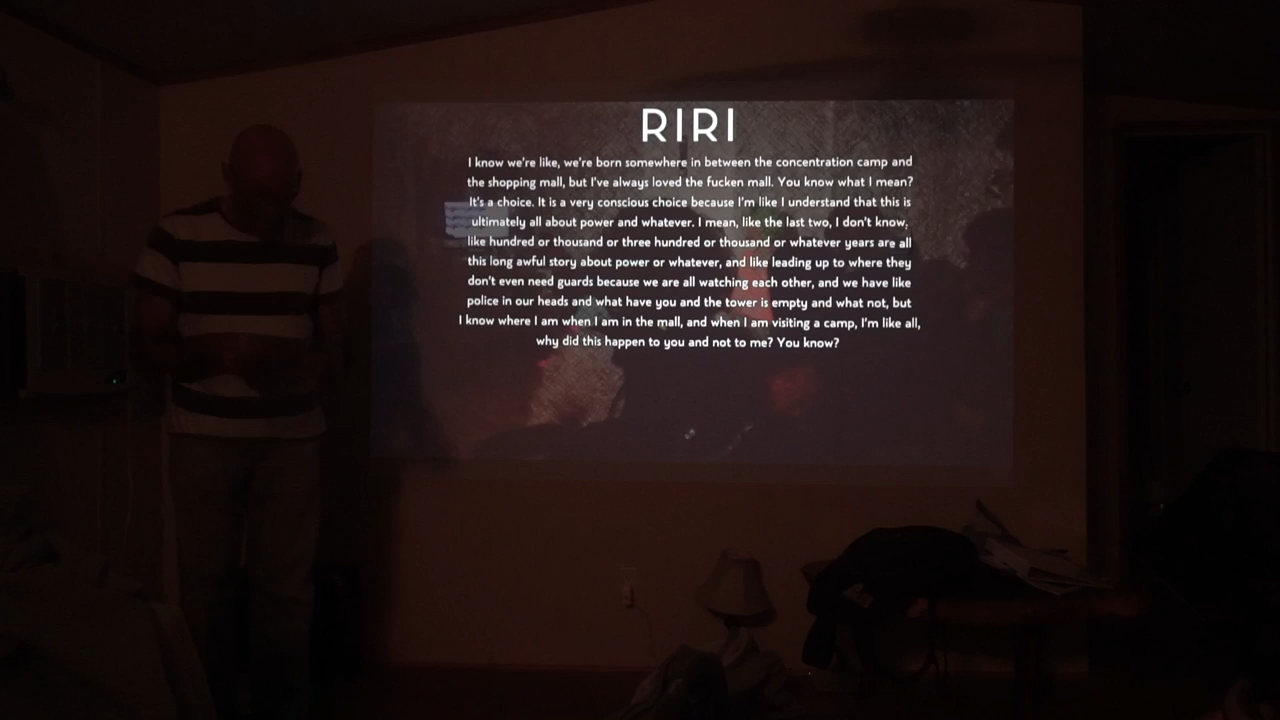 RIRI
I know we're like, we're born somewhere in between the concentration camp and
the shopping mall, but I've always loved the fucken mall. You know what I mean?
It's a choice. It is a very conscious choice because I'm like I understand that this is
ultimately all about power and whatever. I mean, like the last two, I don't know,
like hundred or thousand or three hundred or thousand or whatever years are all
this long awful story about power or whatever, and like leading up to where they
don't even need guards because we are all watching each other, and we have like
police in our heads and what have you and the tower is empty and what not, but
I know where I am when I am in the mall, and when I am visiting a camp, I'm like all,
why did this happen to you and not to me? You know?